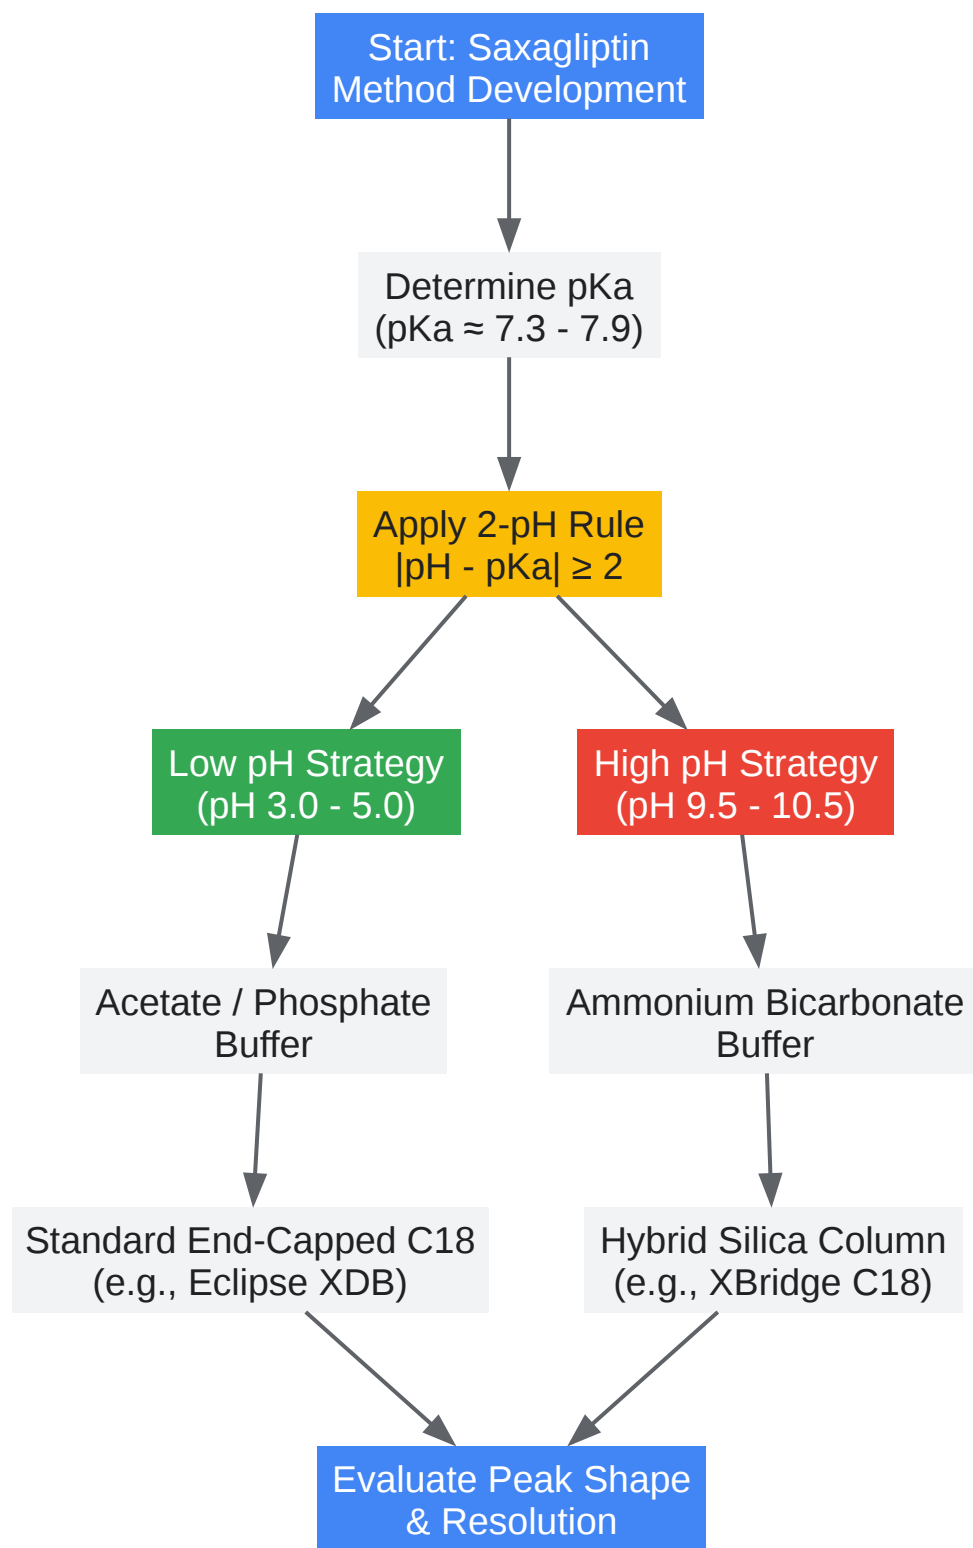 Start: Saxagliptin
Method Development
Determine pKa
(pKa ≈ 7.3 - 7.9)
Apply 2-pH Rule
|pH - pKa| ≥ 2
Low pH Strategy
(pH 3.0 - 5.0)
High pH Strategy
(pH 9.5 - 10.5)
Acetate / Phosphate
Buffer
Ammonium Bicarbonate
Buffer
Standard End-Capped C18
(e.g., Eclipse XDB)
Hybrid Silica Column
(e.g., XBridge C18)
Evaluate Peak Shape
& Resolution